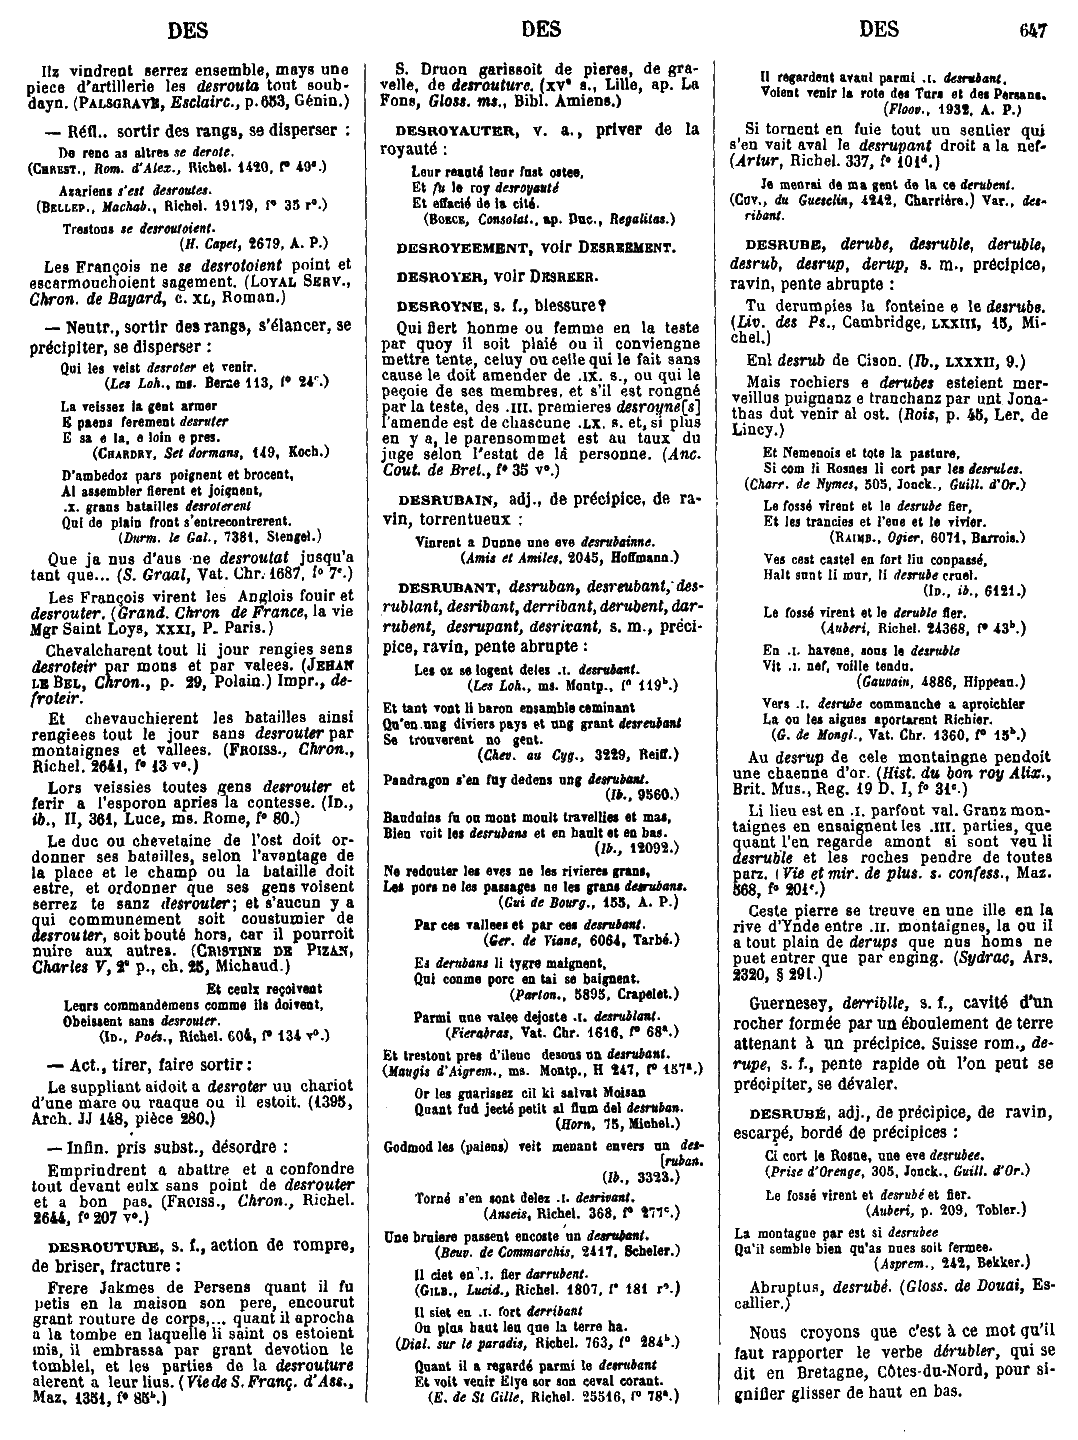 DES
DES
DES 647
Ilz vindrent serrez ensemble, mays une
piece d'artillerie les desrouta tout soub-
dayn. (PALSGRAVE, Esclairc., p. 653, Génin.)
— Réfl., sortir des rangs, se disperser :
De renc as altres se derote.
(CHREST., Rom. d'Alex., Richel. 1420, f° 49ª.)
Azariens s'est desroutes.
(BELLEP., Machab., Richel. 19179, f° 35 r°.)
Trestous se desroutoient.
(H. Capet, 2679, A. P.)
Les François ne se desrotoient point et
escarmouchoient sagement. (LOYAL SERV.,
Chron. de Bayard, c. XL, Roman.)
— Neutr., sortir des rangs, s'élancer, se
précipiter, se disperser :
Qui les veist desroter et venir.
(Les Loh., ms. Berne 113, f° 24ᶜ.)
La veissez la gent armer
E paens ferement desruter
E sa e la, e loin e pres.
(CHARDRY, Set dormans, 149, Koch.)
D'ambedoz pars poignent et brocent,
Al assembler fierent et joignent,
.x. grans batailles desroterent
Qui de plain front s'entrecontrerent.
(Durm. le Gal., 7381, Stengel.)
Que ja nus d'aus ne desroutat jusqu'a
tant que... (S. Graal, Vat. Chr. 1687, f° 7ᶜ.)
Les François virent les Anglois fouir et
desrouter. (Grand. Chron de France, la vie
Mgr Saint Loys, XXXI, P. Paris.)
Chevalcharent tout li jour rengies sens
desroteir par mons et par valees. (JEHAN
LE BEL, Chron., p. 29, Polain.) Impr., de-
froteir.
Et chevauchierent les batailles ainsi
rengiees tout le jour sans desrouter par
montaignes et vallees. (FROISS., Chron.,
Richel. 2641, f° 13 v°.)
Lors veissies toutes gens desrouter et
ferir a l'esporon apries la contesse. (ID.,
ib., II, 361, Luce, ms. Rome, f° 80.)
Le duc ou chevetaine de l'ost doit or-
donner ses batailles, selon l'avantage de
la place et le champ ou la bataille doit
estre, et ordonner que ses gens voisent
serrez te sanz desrouter; et s'aucun y a
qui communement soit coustumier de
desrouter, soit bouté hors, car il pourroit
nuire aux autres. (CRISTINE DE PIZAN,
Charles V, 2ᵉ p., ch. 25, Michaud.)
Et ceulx reçoivent
Leurs commandemens comme ils doivent,
Obeissent sans desrouter.
(ID., Poés., Richel. 604, f° 134 v°.)
— Act., tirer, faire sortir :
Le suppliant aidoit a desroter uu chariot
d'une mare ou raaque ou il estoit. (1395,
Arch. JJ 148, pièce 280.)
— Infin. pris subst., désordre :
Emprindrent a abattre et a confondre
tout devant eulx sans point de desrouter
et a bon pas. (FROISS., Chron., Richel.
2644, f° 207 v°.)
DESROUTURE, s. f., action de rompre,
de briser, fracture :
Frere Jakmes de Persens quant il fu
petis en la maison son pere, encourut
grant routure de corps,... quant il aprocha
a la tombe en laquelle li saint os estoient
mis, il embrassa par grant devotion le
tomblel, et les parties de la desrouture
alerent a leur lius. (Vie de S. Franç. d'Ass.,
Maz. 1351, f° 85ᵇ.)
S. Druon garissoit de pieres, de gra-
velle, de desrouture. (XVᵉ s., Lille, ap. La
Fons, Gloss. ms., Bibl. Amiens.)
DESROYAUTER, v. a., priver de la
royauté :
Leur reauté leur fust ostee,
Et fu le roy desroyauté
Et effacié de la cité.
(BOECE, Consolat., ap. Duc., Regalitas.)
DESROYEEMENT, voir DESREEMENT.
DESROYER, voir DESREER.
DESROYNE, s. f., blessure?
Qui fiert honme ou femme en la teste
par quoy il soit plaié ou il conviengne
mettre tente, celuy ou celle qui le fait sans
cause le doit amender de .IX. s., ou qui le
peçoie de ses membres, et s'il est rongné
par la teste, des .III. premieres desroyne[s]
l'amende est de chascune .LX. s. et, si plus
en y a, le parensommet est au taux du
juge selon l'estat de la personne. (Anc.
Cout. de Bret., f° 35 v°.)
DESRUBAIN, adj., de précipice, de ra-
vin, torrentueux :
Vinrent a Dunne une eve desrubainne.
(Amis et Amiles, 2045, Hoffmann.)
DESRUBANT, desruban, desreubant, des-
rublant, desribant, derribant, derubent, dar-
rubent, desrupant, desrivant, s. m., préci-
pice, ravin, pente abrupte :
Les oz se logent deles .I. desrubant.
(Les Loh., ms. Montp., f° 119ᵇ.)
Et tant vont li baron ensamble ceminant
Qu'en ung diviers pays et ung grant desreubant
Se trouverent no gent.
(Chev. au Cyg., 3229, Reiff.)
Pandragon s'en fuy dedens ung desrubant.
(Ib., 9560.)
Bauduins fu ou mont moult travellies et mas,
Bien voit les desrubans et en hault et en bas.
(Ib., 12092.)
Ne redouter les eves ne les rivieres grans,
Les pors ne les passages ne les grans desrubans.
(Gui de Bourg., 155, A. P.)
Par ces vallees et par ces desrubant.
(Ger. de Viane, 6064, Tarbé.)
Es derubans li tygre maignent,
Qui conme porc en tai se baignent.
(Parton., 5895, Crapelet.)
Parmi une valee dejoste .I. desrublant.
(Fierabras, Vat. Chr. 1616, f° 68ª.)
Et trestout pres d'ileuc desous un desrubant.
(Maugis d'Aigrem., ms. Montp., H 247, f° 157ª.)
Or les guarissez cil ki salvat Moisan
Quant fud jecté petit al flum del desruban.
(Horn, 75, Michel.)
Godmod les (paiens) veit menant envers un des-
[ruban.
(Ib., 3323.)
Torné s'en sont delez .I. desrivant.
(Anseis, Richel. 368, f° 277ᶜ.)
Une bruiere passent encoste un desrubant.
(Beuv. de Commarchis, 2417, Scheler.)
Il ciet en .I. fier darrubent.
(GILB., Lucid., Richel. 1807, f° 181 r°.)
Il siet en .I. fort derribant
Ou plus haut leu que la terre ha.
(Dial. sur le paradis, Richel. 763, f° 284ᵇ.)
Quant il a regardé parmi le desrubant
Et voit venir Elye sor son ceval corant.
(E. de St Gille, Richel. 25516, f° 78ª.)
Il regardent avaul parmi .I. desrubant,
Voient venir la rote des Turs et des Persans.
(Floov., 1932, A. P.)
Si tornent en fuie tout un sentier qui
s'en vait aval le desrupant droit a la nef.
(Artur, Richel. 337, f° 101ᵈ.)
Je menrai de ma gent de la ce derubent.
(CUV., du Guesclin, 4242, Charrière.) Var., des-
ribant.
DESRUBE, derube, desruble, deruble,
desrub, desrup, derup, s. m., précipice,
ravin, pente abrupte :
Tu derumpies la fonteine e le desrube.
(Liv. des Ps., Cambridge, LXXIII, 15, Mi-
chel.)
Enl desrub de Cison. (Ib., LXXXII, 9.)
Mais rochiers e derubes esteient mer-
veillus puignanz e tranchanz par unt Jona-
thas dut venir al ost. (Rois, p. 45, Ler. de
Lincy.)
Et Nemenois et tote la pasture,
Si com li Rosnes li cort par les desrules.
(Charr. de Nymes, 505, Jonck., Guill. d'Or.)
Le fossé virent et le desrube fier,
Et les trancies et l'eue et le vivier.
(RAIMB., Ogier, 6071, Barrois.)
Ves cest castel en fort liu conpassé,
Halt sunt li mur, li desrube cruel.
(ID., ib., 6121.)
Le fossé virent et le deruble fier.
(Auberi, Richel. 24368, f° 43ᵇ.)
En .I. havene, sous le desruble
Vit .I. nef, voille tendu.
(Gauvain, 4886, Hippeau.)
Vers .I. desrube commanche a aproichier
La ou les aigues aportarent Richier.
(G. de Mongl., Vat. Chr. 1360, f° 15ᵇ.)
Au desrup de cele montaingne pendoit
une chaenne d'or. (Hist. du bon roy Alix.,
Brit. Mus., Reg. 19 D. I, f° 31ᶜ.)
Li lieu est en .I. parfont val. Granz mon-
taignes en ensaignent les .III. parties, que
quant l'en regarde amont si sont veu li
desruble et les roches pendre de toutes
parz. (Vie et mir. de plus. s. confess., Maz.
568, f° 201ᶜ.)
Ceste pierre se treuve en une ille en la
rive d'Ynde entre .II. montaignes, la ou il
a tout plain de derups que nus homs ne
puet entrer que par enging. (Sydrac, Ars.
2320, § 291.)
Guernesey, derriblle, s. f., cavité d'un
rocher formée par un éboulement de terre
attenant à un précipice. Suisse rom., de-
rupe, s. f., pente rapide où l'on peut se
précipiter, se dévaler.
DESRUBÉ, adj., de précipice, de ravin,
escarpé, bordé de précipices :
Ci cort le Rosne, une eve desrubee.
(Prise d'Orenge, 305, Jonck., Guill. d'Or.)
Le fossé virent et desrubé et fier.
(Auberi, p. 209, Tobler.)
La montagne par est si desrubee
Qu'il semble bien qu'as nues soit fermee.
(Asprem., 242, Bekker.)
Abruptus, desrubé. (Gloss. de Douai, Es-
callier.)
Nous croyons que c'est à ce mot qu'il
faut rapporter le verbe dérubler, qui se
dit en Bretagne, Côtes-du-Nord, pour si-
gnifier glisser de haut en bas.